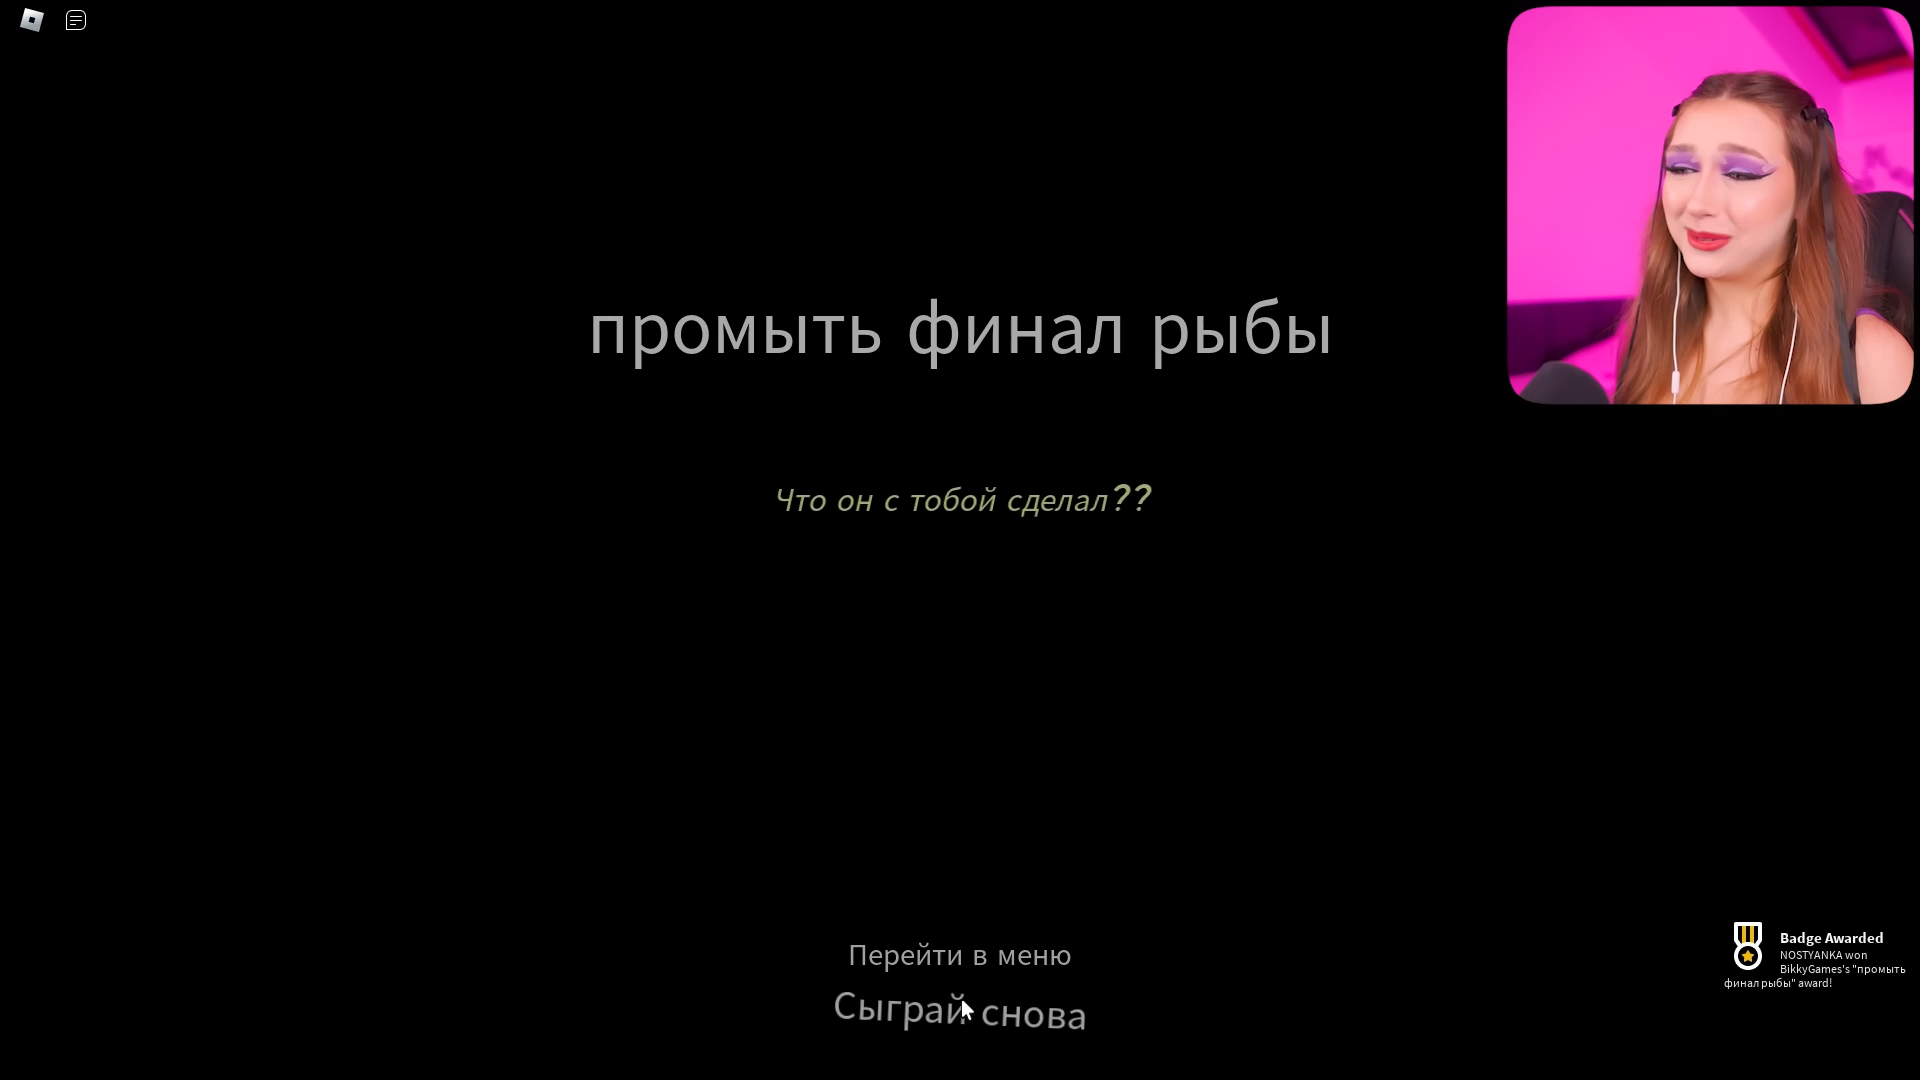 промыть финал рыбы
Что он с тобой сделал??
Перейти в меню
Сыграй снова
Badge Awarded
NOSTYANKA won
BikkyGames's "промыть
финал рыбы" award!